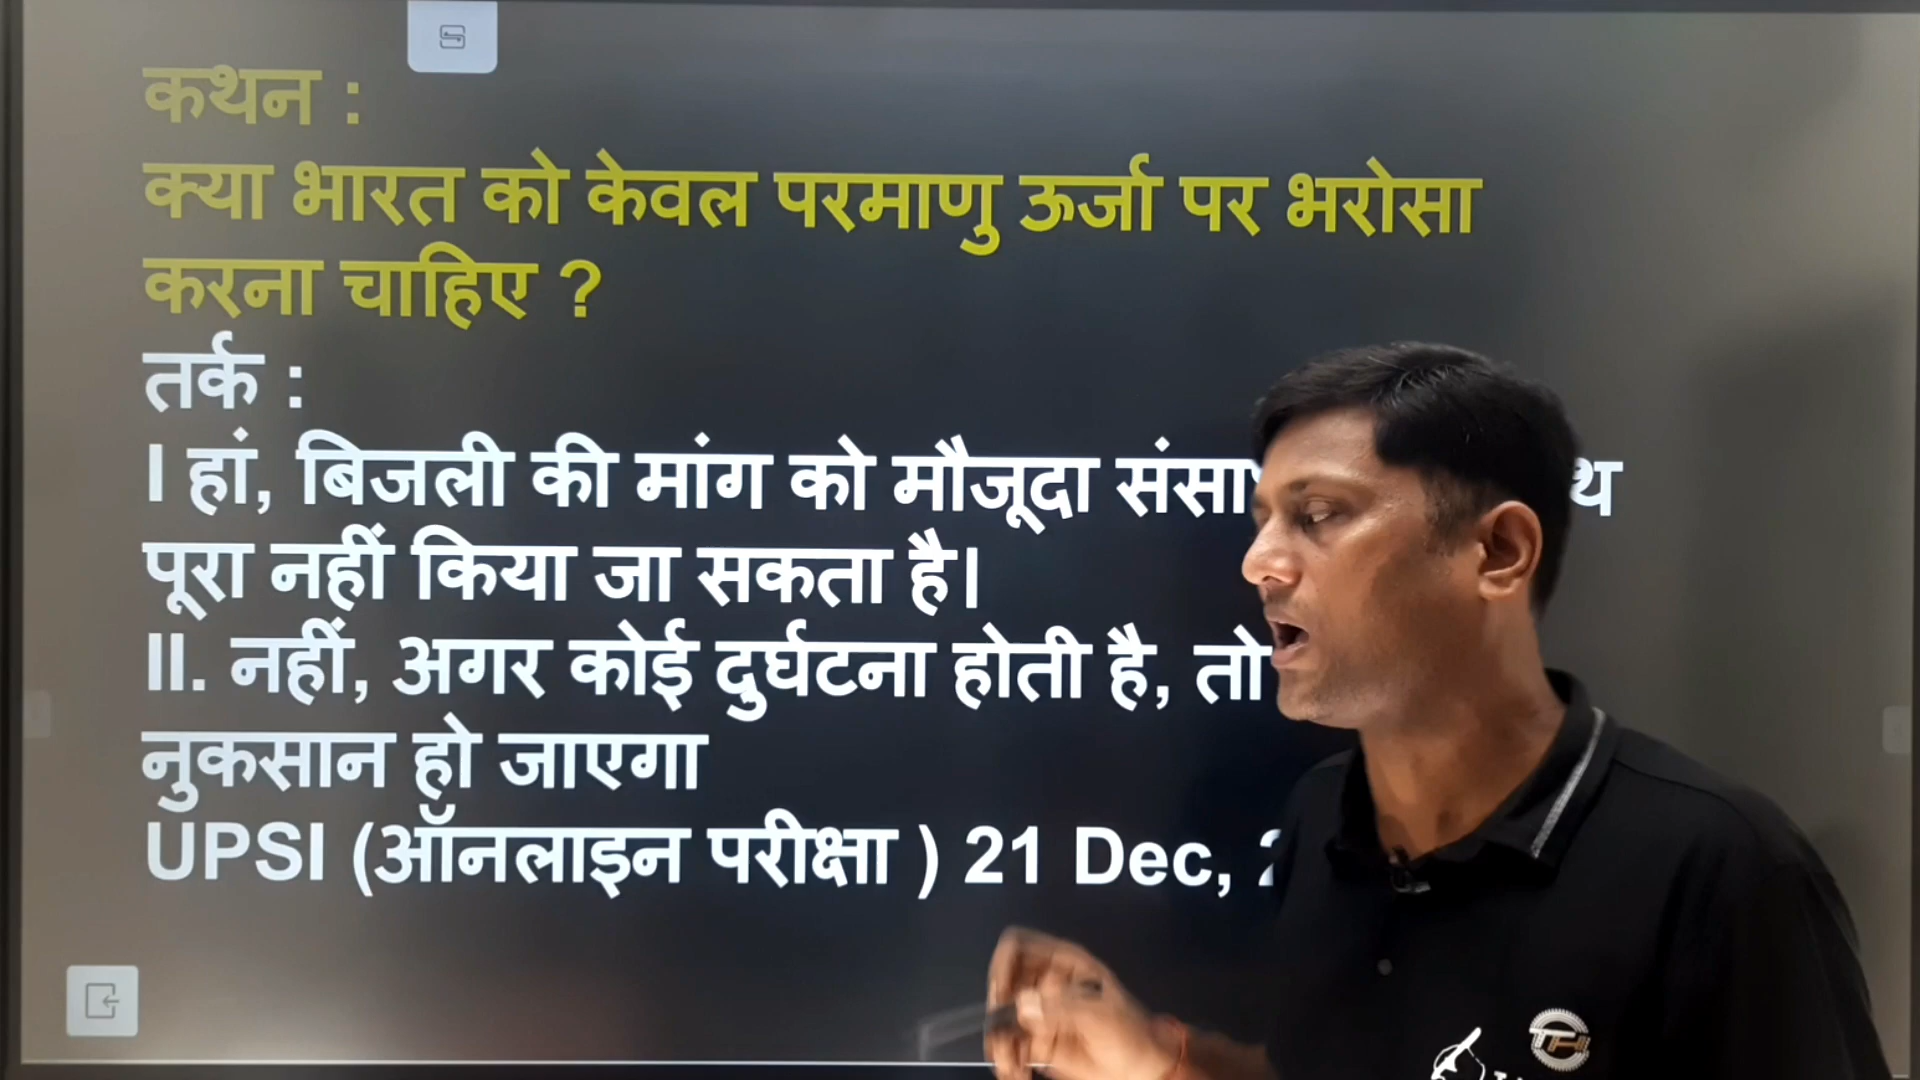 कथन :
क्या भारत को केवल परमाणु ऊर्जा पर भरोसा
करना चाहिए ?
तर्क :
I हां, बिजली की मांग को मौजूदा
पूरा नहीं किया जा सकता है।
II. नहीं, अगर कोई दुर्घटना होती है, तो
नुकसान हो जाएगा
UPSI (ऑनलाइन परीक्षा ) 21 Dec,